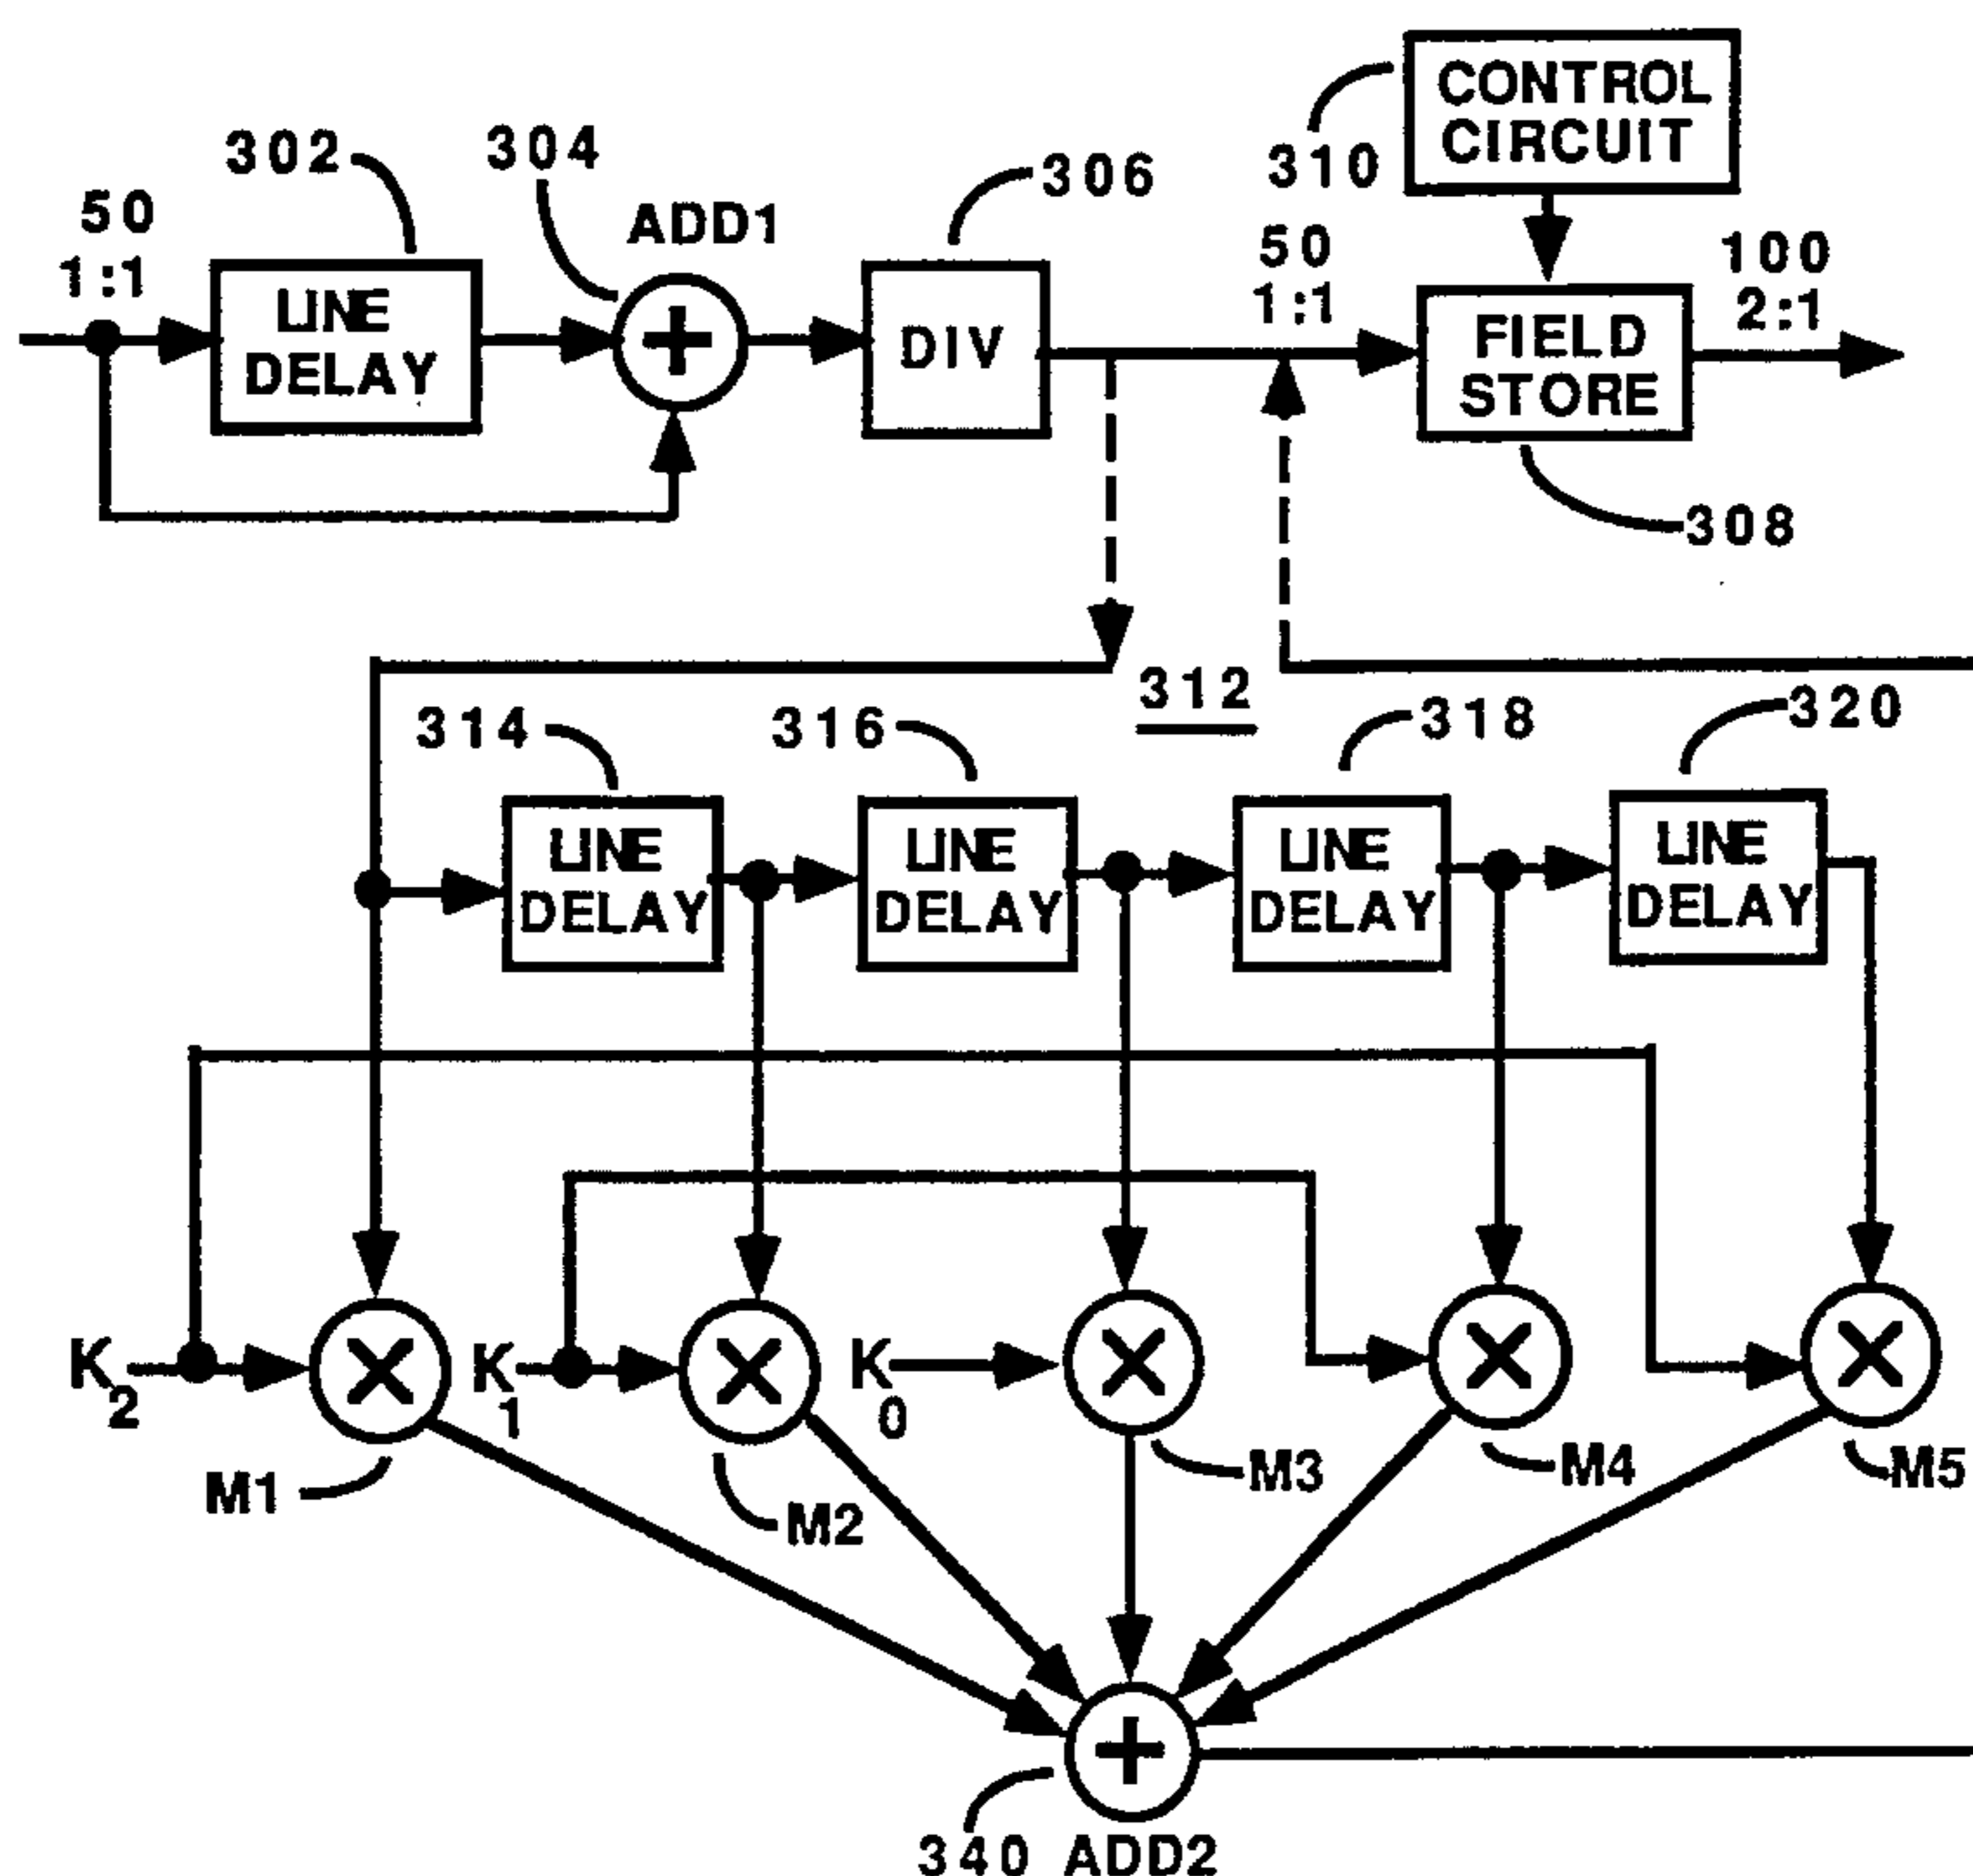 CONTROL
CIRCUIT
310
302
304
306
50
1:1
ADD1
LINE
DELAY
DIV
50
1:1
FIELD
STORE
100
2:1
308
312
314
316
318
320
LINE
DELAY
LINE
DELAY
LINE
DELAY
LINE
DELAY
K2
K1
K0
M1
M2
M3
M4
M5
340 ADD2